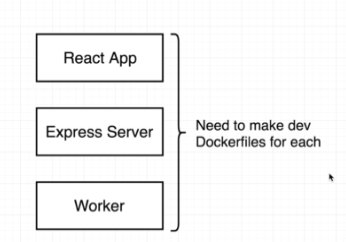 React App
Express Server
Worker
Need to make dev
Dockerfiles for each